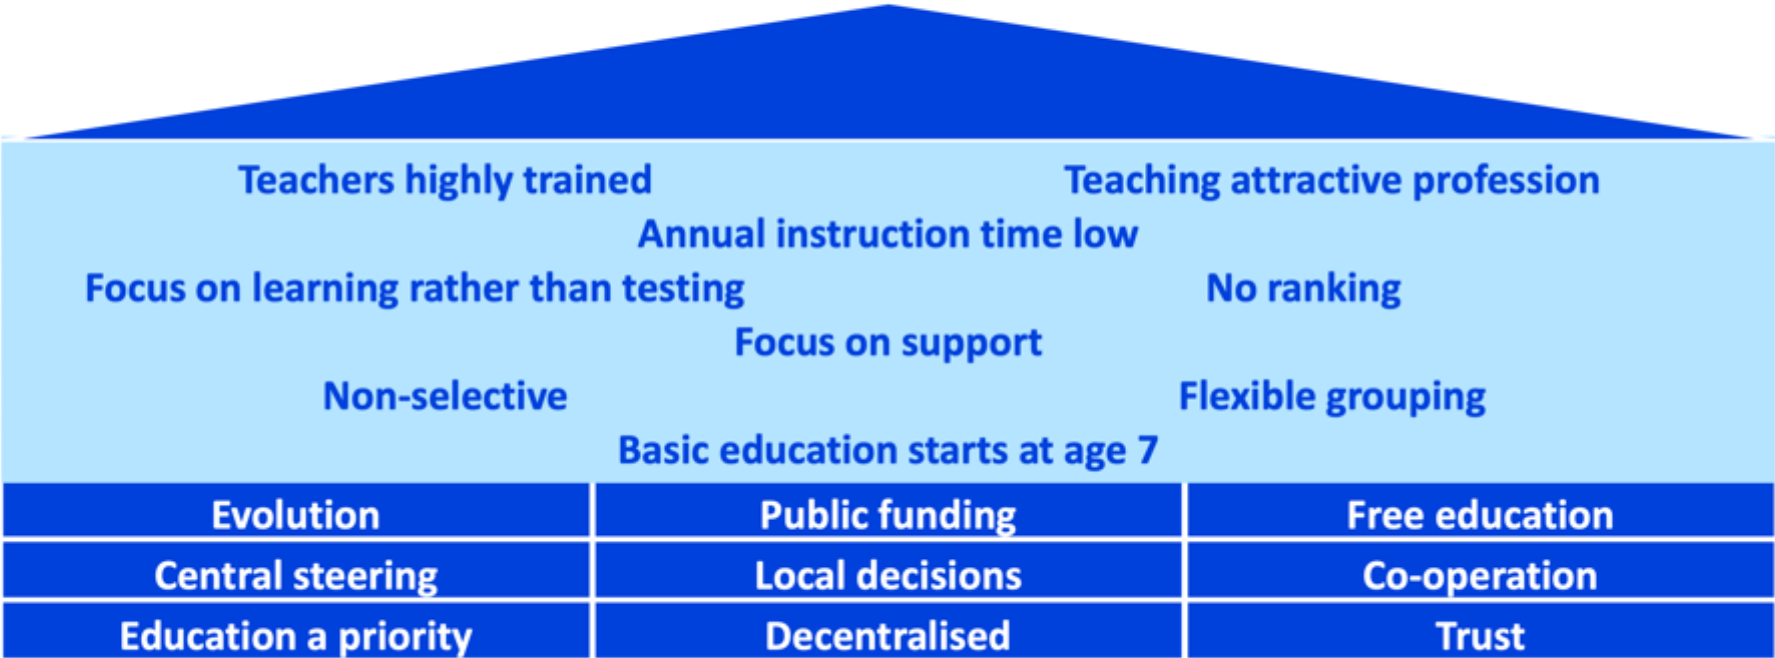 Teachers highly trained Teaching attractive profession
Annual instruction time low
Focus on learning rather than testing No ranking
Focus on support
Non-selective Flexible grouping
Basic education starts at age 7
Evolution Public funding Free education
Central steering Local decisions Co-operation
Education a priority Decentralised Trust